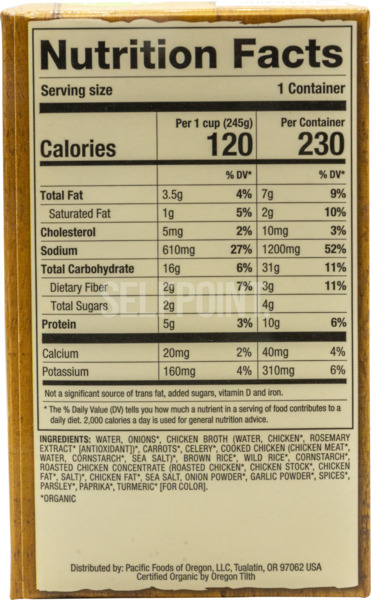 Nutrition Facts
Serving size 1 Container
Per 1 cup (245g) Per Container
Calories 120 230
% DV* % DV*
Total Fat 3.5g 4% 7g 9%
Saturated Fat 1g 5% 2g 10%
Cholesterol 5mg 2% 10mg 3%
Sodium 610mg 27% 1200mg 52%
Total Carbohydrate 16g 6% 31g 11%
Dietary Fiber 2g 7% 3g 11%
SELLPOINT
Total Sugars 2g 4g
Protein 5g 3% 10g 6%
Calcium 20mg 2% 40mg 4%
Potassium 160mg 4% 310mg 6%
Not a significant source of trans fat, added sugars, vitamin D and iron.
* The % Daily Value (DV) tells you how much a nutrient in a serving of food contributes to a
daily diet. 2,000 calories a day is used for general nutrition advice.
INGREDIENTS: WATER, ONIONS*, CHICKEN BROTH (WATER, CHICKEN*, ROSEMARY
EXTRACT* [ANTIOXIDANT])*, CARROTS*, CELERY*, COOKED CHICKEN (CHICKEN MEAT*,
WATER, CORNSTARCH*, SEA SALT)*, BROWN RICE*, WILD RICE*, CORNSTARCH*,
ROASTED CHICKEN CONCENTRATE (ROASTED CHICKEN*, CHICKEN STOCK*, CHICKEN
FAT*, SALT)*, CHICKEN FAT*, SEA SALT, ONION POWDER*, GARLIC POWDER*, SPICES*,
PARSLEY*, PAPRIKA*, TURMERIC* [FOR COLOR].
*ORGANIC
Distributed by: Pacific Foods of Oregon, LLC, Tualatin, OR 97062 USA
Certified Organic by Oregon Tilth